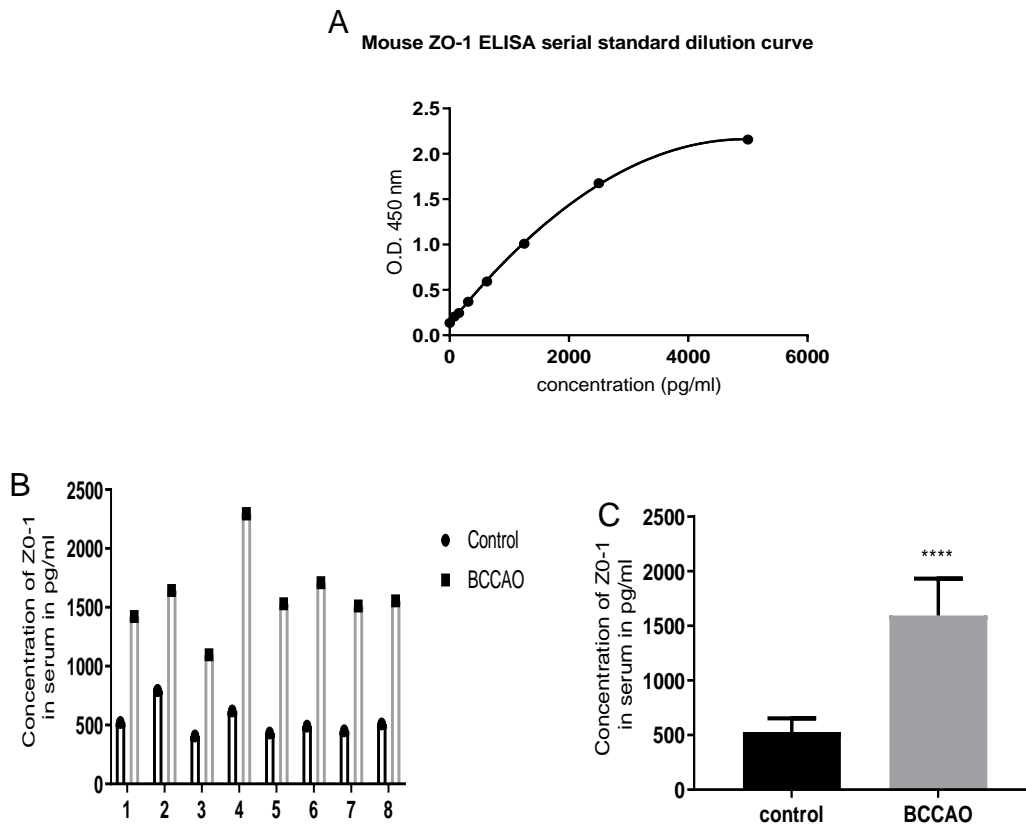 A
Mouse ZO-1 ELISA serial standard dilution curve
2.5
2.0
1.5
1.0
0.5
0.0
O.D. 450 nm
0 2000 4000 6000
concentration (pg/ml)
B
Concentration of Z0-1
in serum in pg/ml
2500
2000
1500
1000
500
0
1 2 3 4 5 6 7 8
Control
BCCAO
C
Concentration of Z0-1
in serum in pg/ml
2500
2000
1500
1000
500
0
****
control BCCAO